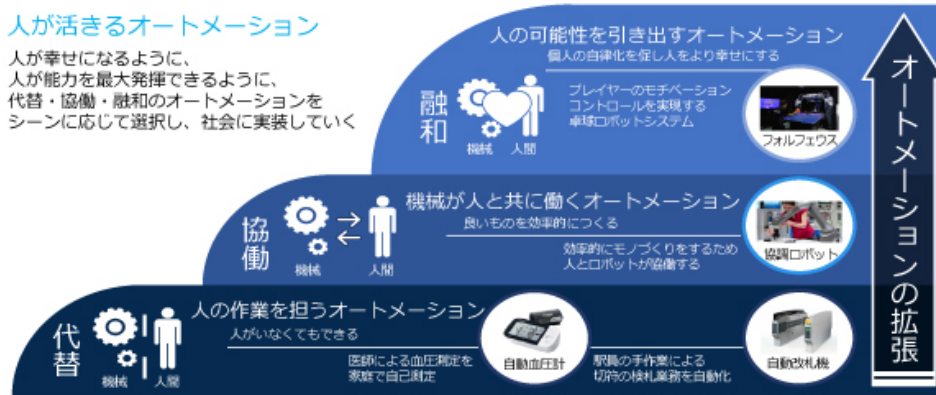 人が活きるオートメーション
人が幸せになるように、
人が能力を最大発揮できるように、
代替・協働・融和のオートメーションを
シーンに応じて選択し、社会に実装していく
人の可能性を引き出すオートメーション
個人の自律化を促し人をより幸せにする
融和
機械
人間
プレイヤーのモチベーション
コントロールを実現する
卓球ロボットシステム
フォルフェウス
機械が人と共に働くオートメーション
良いものを効率的につくる
協働
機械
人間
効率的にモノづくりをするため
人とロボットが協働する
協調ロボット
人の作業を担うオートメーション
人がいなくてもできる
代替
機械
人間
医師による血圧測定を
家庭で自己測定
自動血圧計
駅員の手作業による
切符の検札業務を自動化
自動改札機
オートメーションの拡張